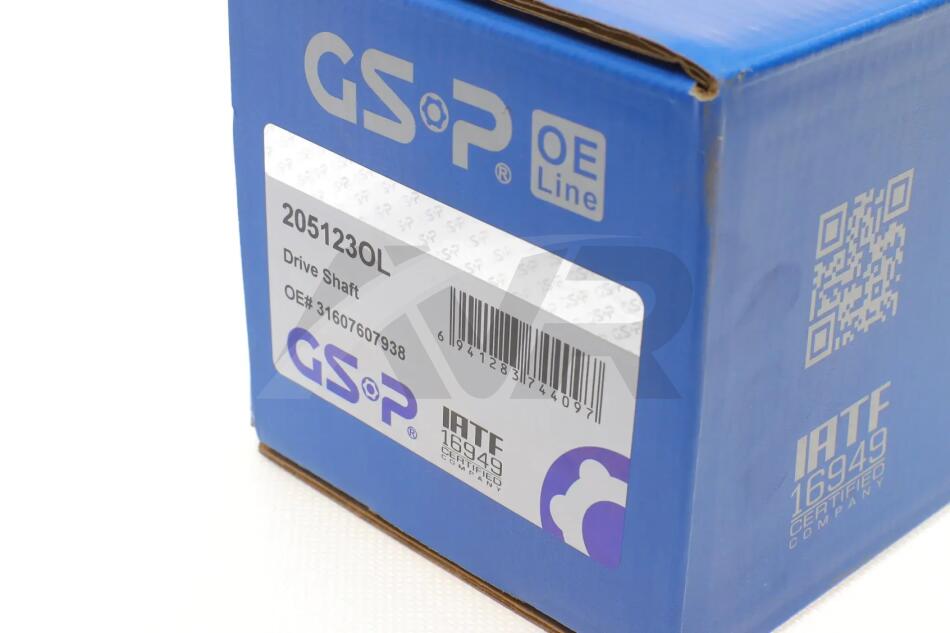 GSP®
OE
Line
205123OL
Drive Shaft
OE# 31607607938
6 941283 744097
GSP®
IATF
16949
CERTIFIED
COMPANY
IATF
16949
CERTIFIED
COMPANY